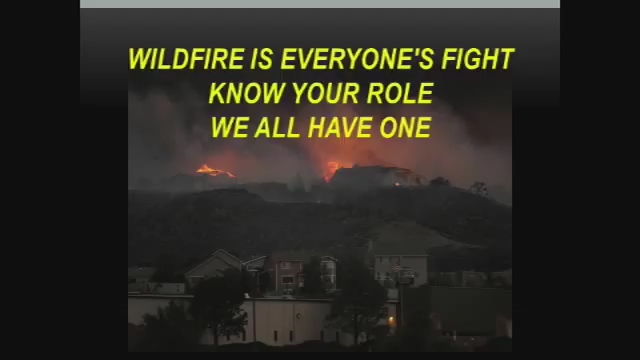 WILDFIRE IS EVERYONE'S FIGHT
KNOW YOUR ROLE
WE ALL HAVE ONE